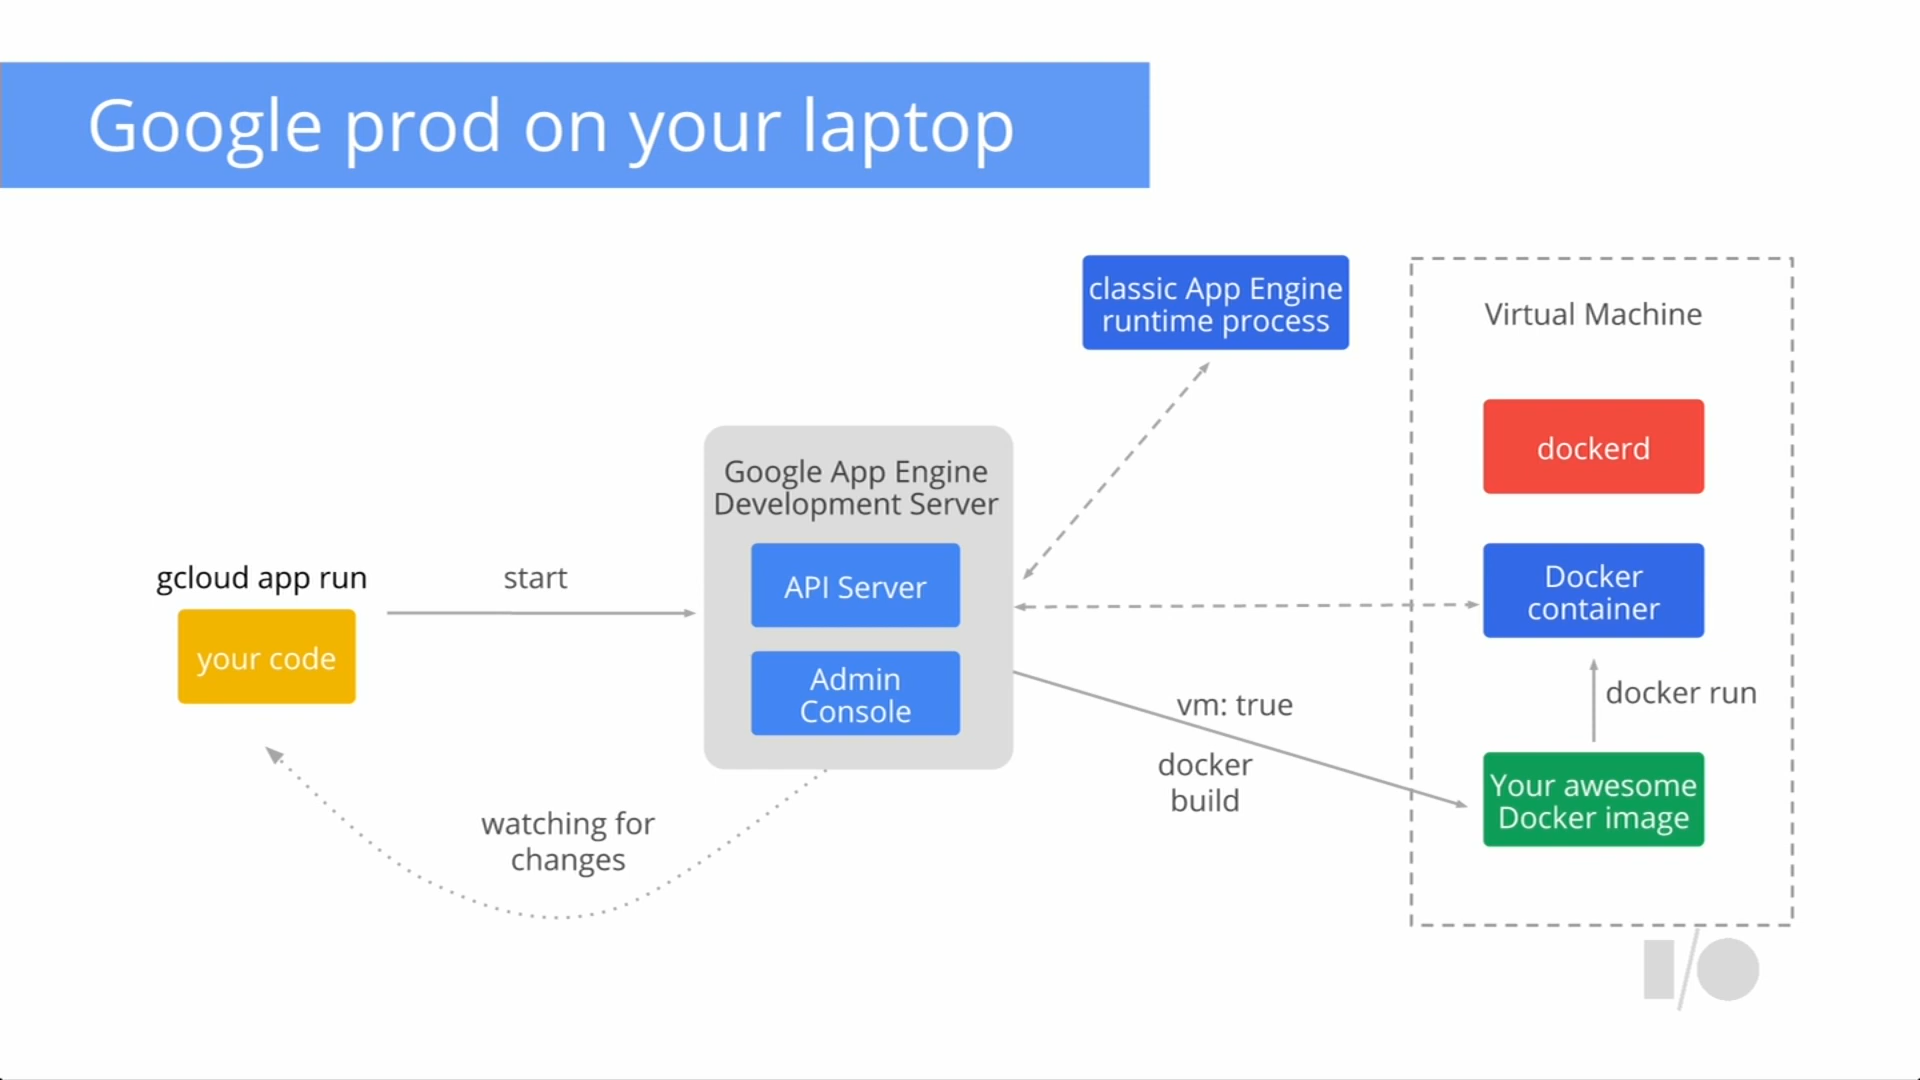 Google prod on your laptop
classic App Engine
runtime process
Virtual Machine
dockerd
Google App Engine
Development Server
API Server
Admin
Console
gcloud app run
your code
start
Docker
container
docker run
vm: true
docker
build
Your awesome
Docker image
watching for
changes
I/O